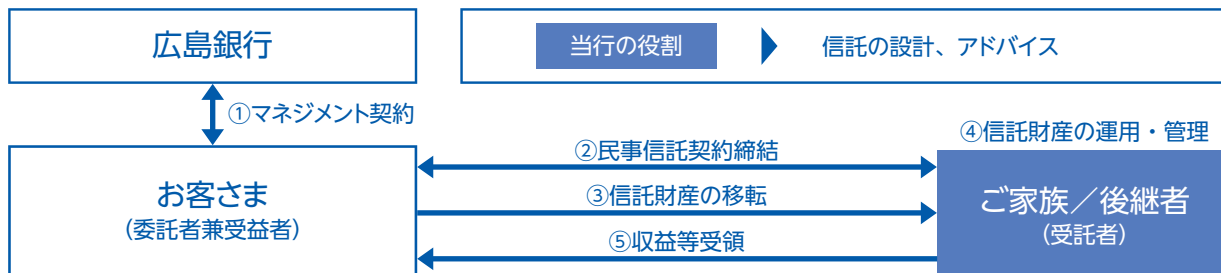 広島銀行
当行の役割
信託の設計、アドバイス
①マネジメント契約
④信託財産の運用・管理
②民事信託契約締結
お客さま
（委託者兼受益者）
③信託財産の移転
ご家族／後継者
（受託者）
⑤収益等受領